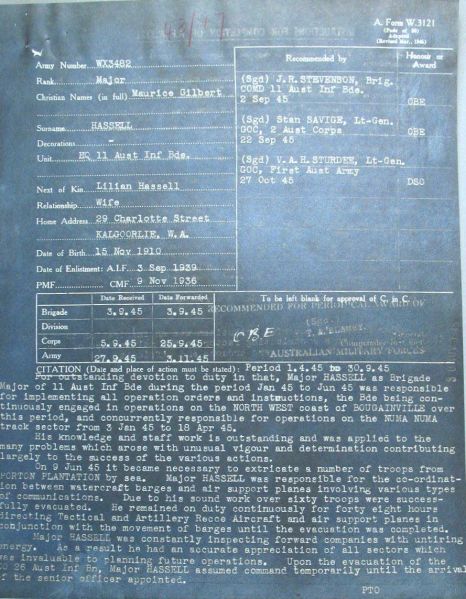 A. Form W.3121
(Pads of 50)
Adopted
(Revised Mar., 1945)
Army Number WX3482
Rank Major
Christian Names (in full) Maurice Gilbert
Surname HASSELL
Decorations -
Unit HQ 11 Aust Inf Bde.
Next of Kin Lilian Hassell
Relationship Wife
Home Address 29 Charlotte Street
KALGOORLIE, W.A.
Date of Birth 15 Nov 1910
Date of Enlistment: A.I.F. 3 Sep 1939
PMF CMF 9 Nov 1936
Recommended by
Honour or
Award
(Sgd) J.R.STEVENSON, Brig.
COMD 11 Aust Inf Bde.
2 Sep 45
CBE
(Sgd) Stan SAVIGE, Lt-Gen.
GOC, 2 Aust Corps
22 Sep 45
CBE
(Sgd) V.A.H.STURDEE, Lt-Gen.
GOC, First Aust Army
27 Oct 45
DSO
Date Received Date Forwarded
Brigade 3.9.45 3.9.45
Division
Corps 5.9.45 25.9.45
Army 27.9.45 3.11.45
To be left blank for approval of C. in C.
RECOMMENDED FOR PERIODICAL AWARD OF
CBE
T. A. BLAMEY,
AUSTRALIAN MILITARY FORCES
CITATION (Date and place of action must be stated): Period 1.4.45 to 30.9.45
For outstanding devotion to duty in that, Major HASSELL as Brigade
Major of 11 Aust Inf Bde during the period Jan 45 to Jun 45 was responsible
for implementing all operation orders and instructions, the Bde being con-
tinuously engaged in operations on the NORTH WEST coast of BOUGAINVILLE over
this period, and concurrently responsible for operations on the NUMA NUMA
track sector from 3 Jan 45 to 18 Apr 45.
His knowledge and staff work is outstanding and was applied to the
many problems which arose with unusual vigour and determination contributing
largely to the success of the various actions.
On 9 Jun 45 it became necessary to extricate a number of troops from
PORTON PLANTATION by sea. Major HASSELL was responsible for the co-ordinat-
ion between watercraft barges and air support planes involving various types
of communications. Due to his sound work over sixty troops were success-
fully evacuated. He remained on duty continuously for forty eight hours
directing Tactical and Artillery Recce Aircraft and air support planes in
conjunction with the movement of barges until the evacuation was completed.
Major HASSELL was constantly inspecting forward companies with untiring
energy. As a result he had an accurate appreciation of all sectors which
was invaluable to planning future operations. Upon the evacuation of the
CO 26 Aust Inf Bn, Major HASSELL assumed command temporarily until the arrival
of the senior officer appointed.
PTO